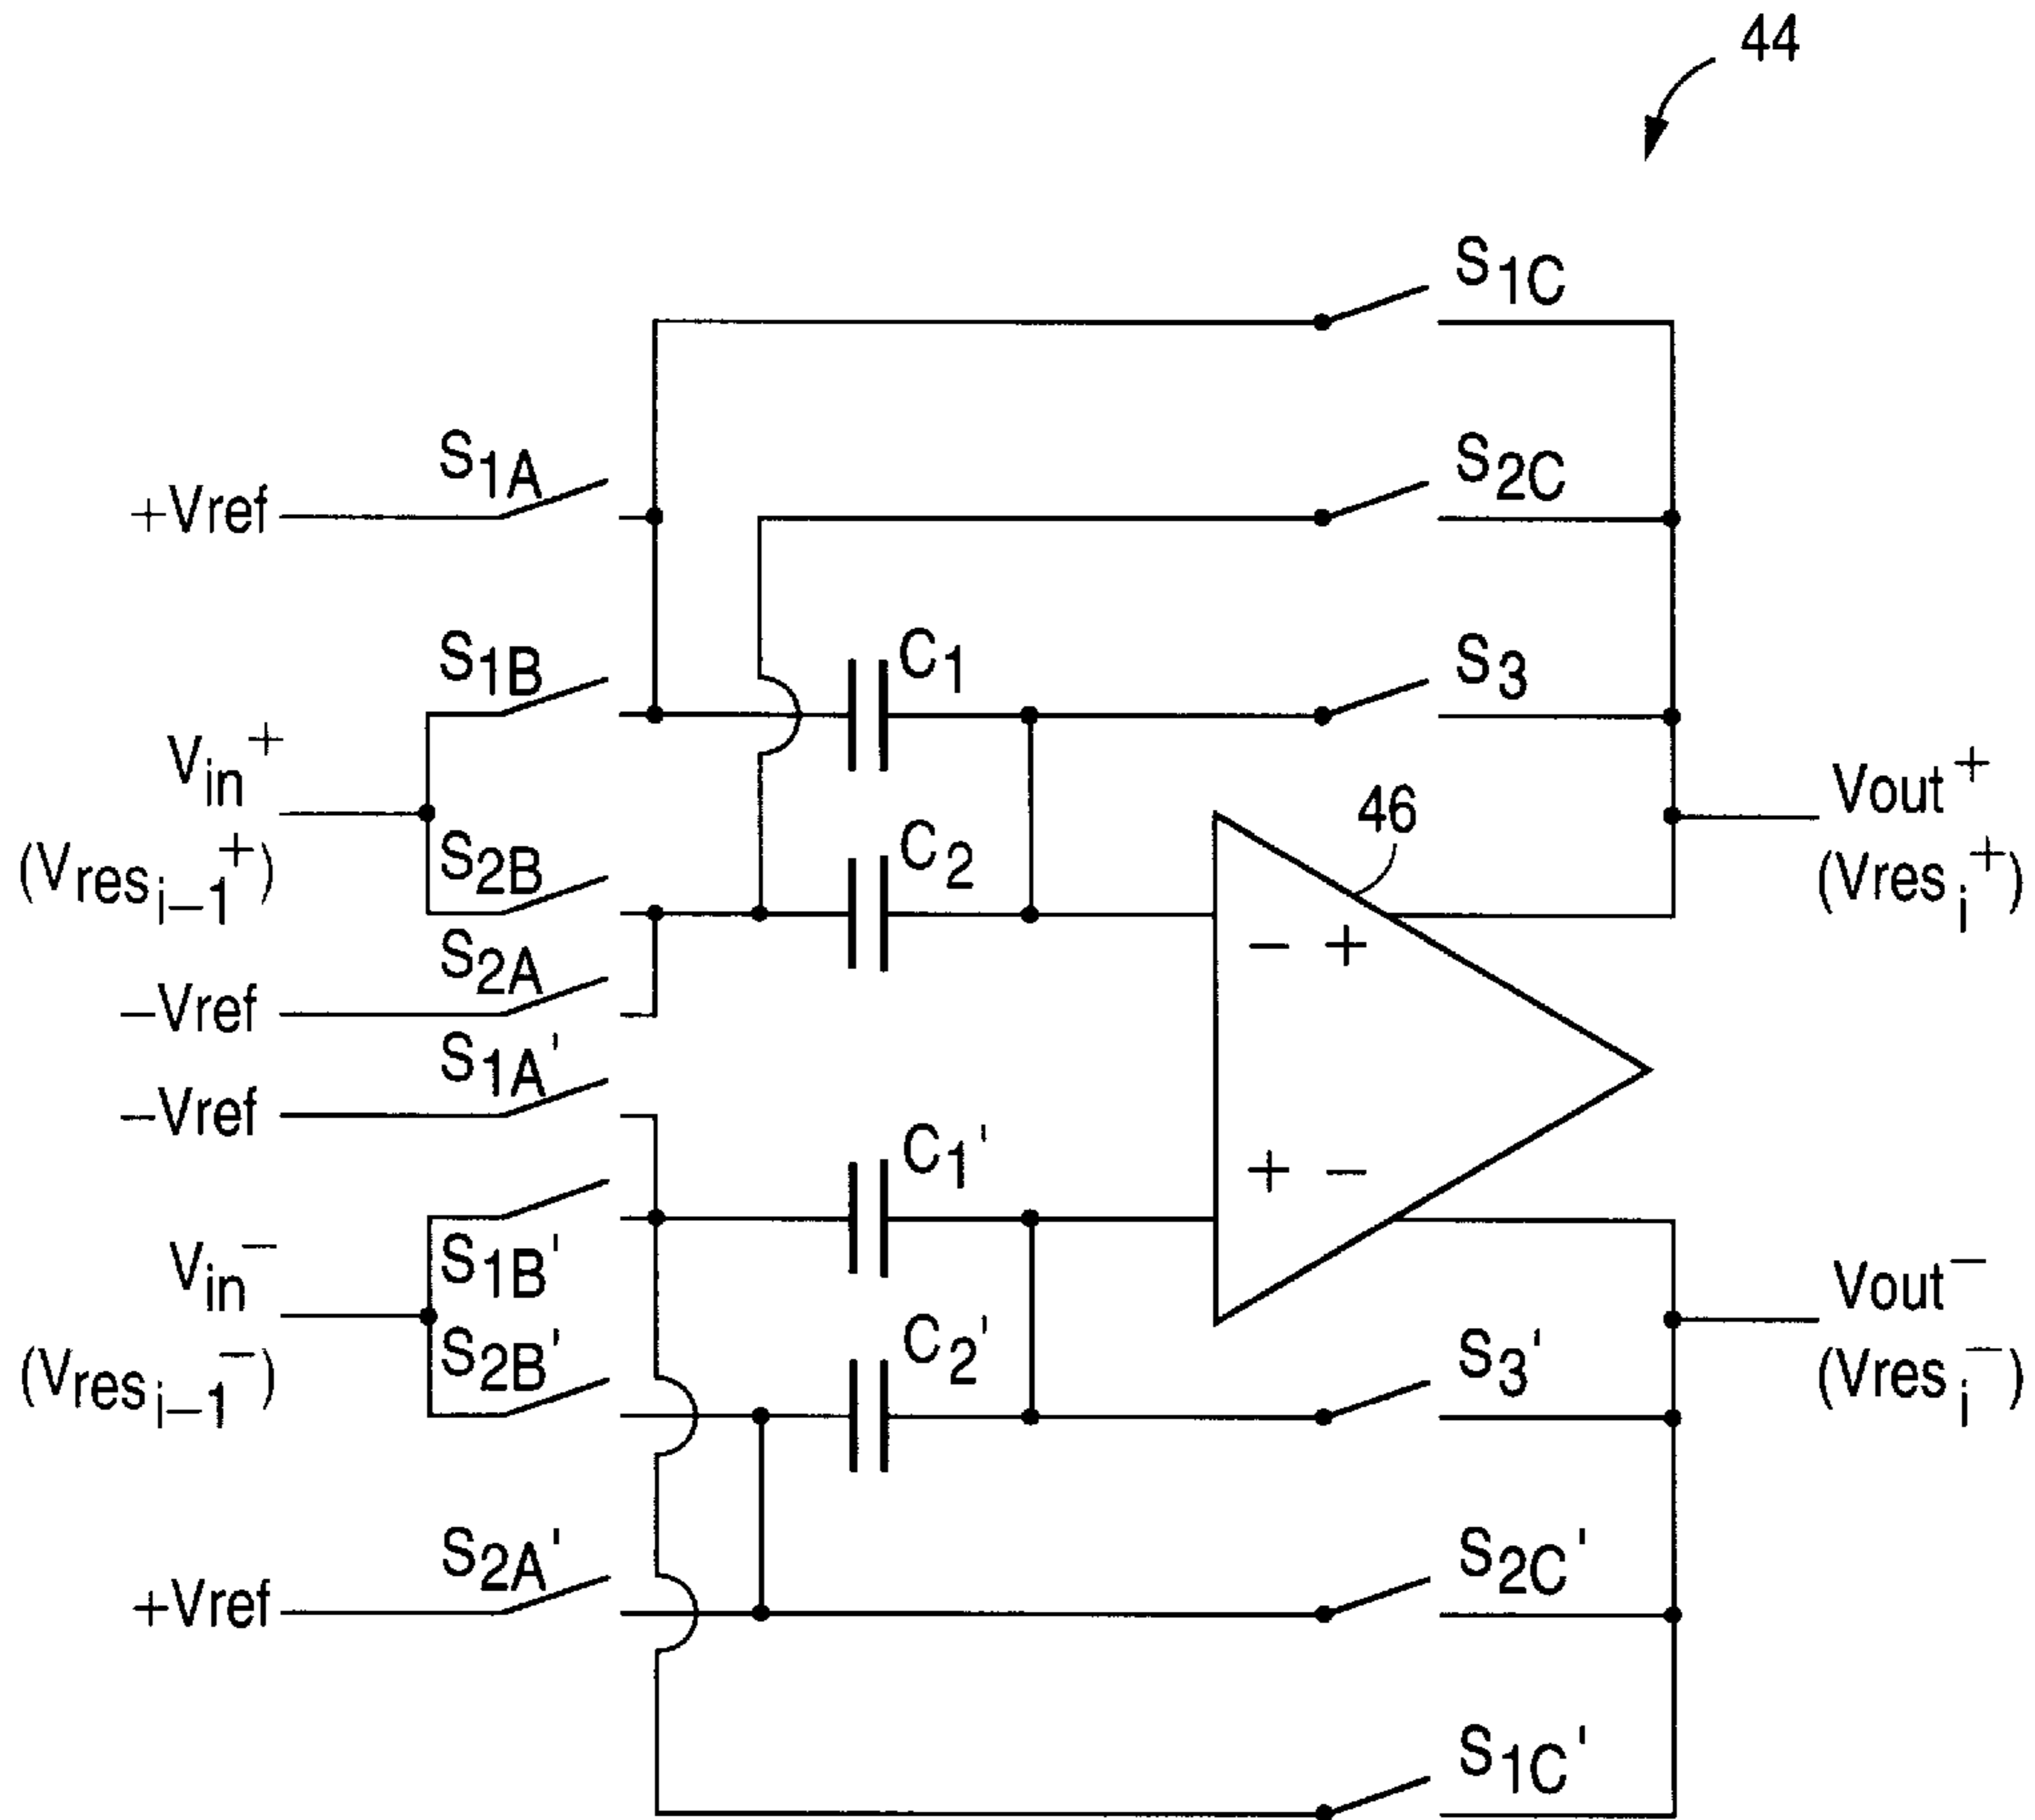 44
S1C
S1A
S2C
+Vref
S1B
C1
S3
Vin+
(Vresi–1+)
S2B
C2
46
Vout+
(Vresi+)
S2A
–Vref
– +
S1A'
–Vref
C1'
+ –
Vin–
(Vresi–1–)
S1B'
S2B'
C2'
S3'
Vout–
(Vresi–)
S2A'
+Vref
S2C'
S1C'